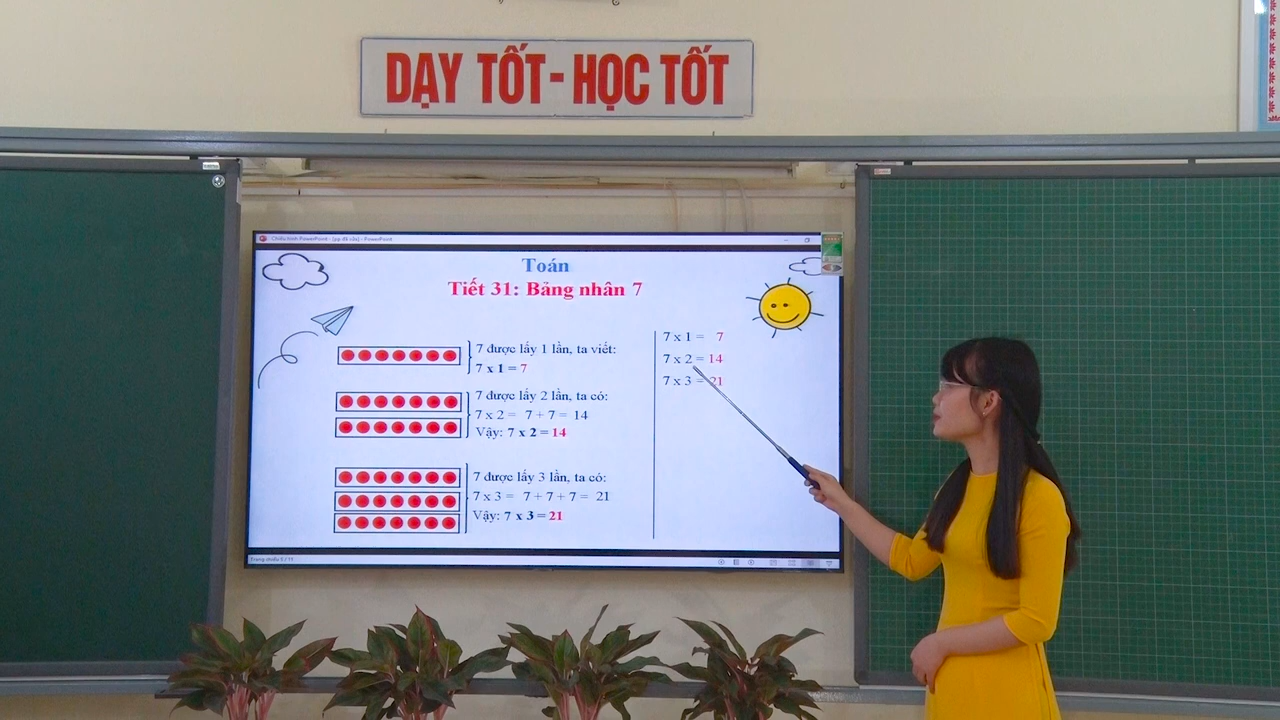 DẠY TỐT - HỌC TỐT
Toán
Tiết 31: Bảng nhân 7
7 được lấy 1 lần, ta viết:
7 x 1 = 7
7 được lấy 2 lần, ta có:
7 x 2 = 7 + 7 = 14
Vậy: 7 x 2 = 14
7 được lấy 3 lần, ta có:
7 x 3 = 7 + 7 + 7 = 21
Vậy: 7 x 3 = 21
7 x 1 = 7
7 x 2 = 14
7 x 3 = 21